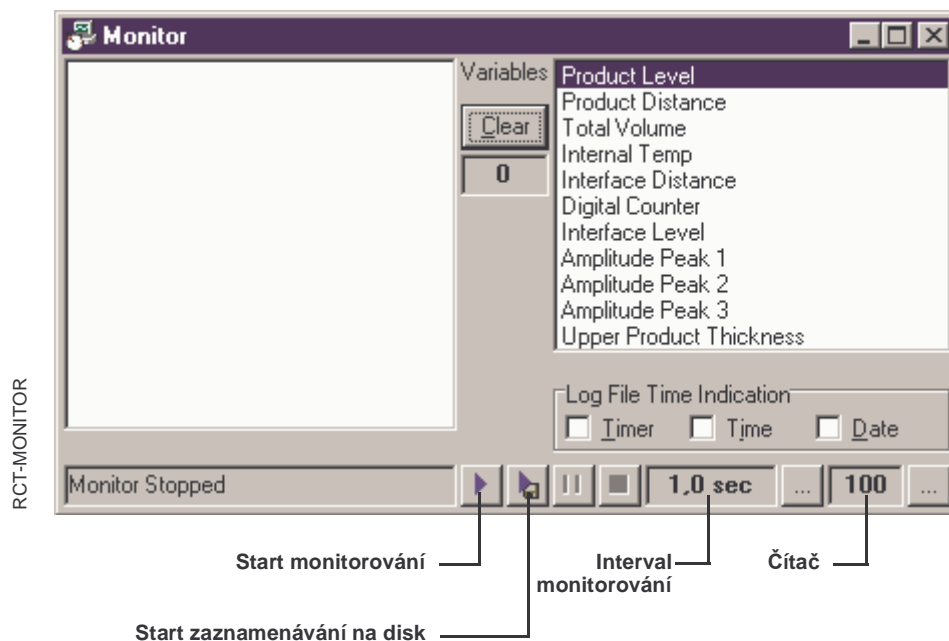 Monitor
Variables
Clear
0
Product Level
Product Distance
Total Volume
Internal Temp
Interface Distance
Digital Counter
Interface Level
Amplitude Peak 1
Amplitude Peak 2
Amplitude Peak 3
Upper Product Thickness
Log File Time Indication
Timer
Time
Date
RCT-MONITOR
Monitor Stopped
1,0 sec
...
100
...
Start monitorování
Interval
monitorování
Čítač
Start zaznamenávání na disk